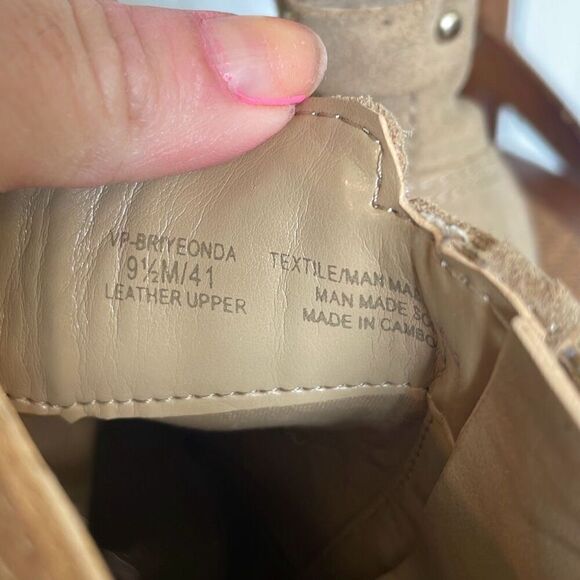 VP-BRIYEONDA
9½M/41
LEATHER UPPER
TEXTILE/MAN MA
MAN MADE SO
MADE IN CAMBO